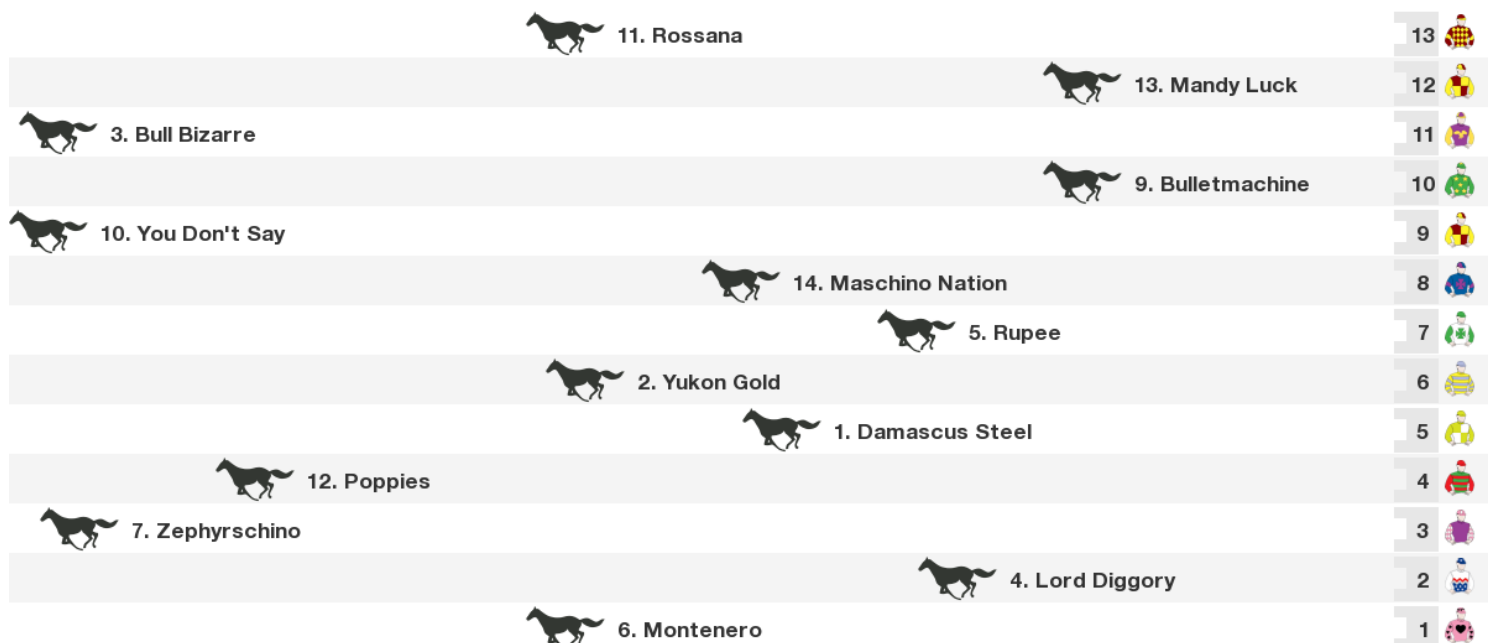 11. Rossana 13
13. Mandy Luck 12
3. Bull Bizarre 11
9. Bulletmachine 10
10. You Don't Say 9
14. Maschino Nation 8
5. Rupee 7
2. Yukon Gold 6
1. Damascus Steel 5
12. Poppies 4
7. Zephyrschino 3
4. Lord Diggory 2
6. Montenero 1